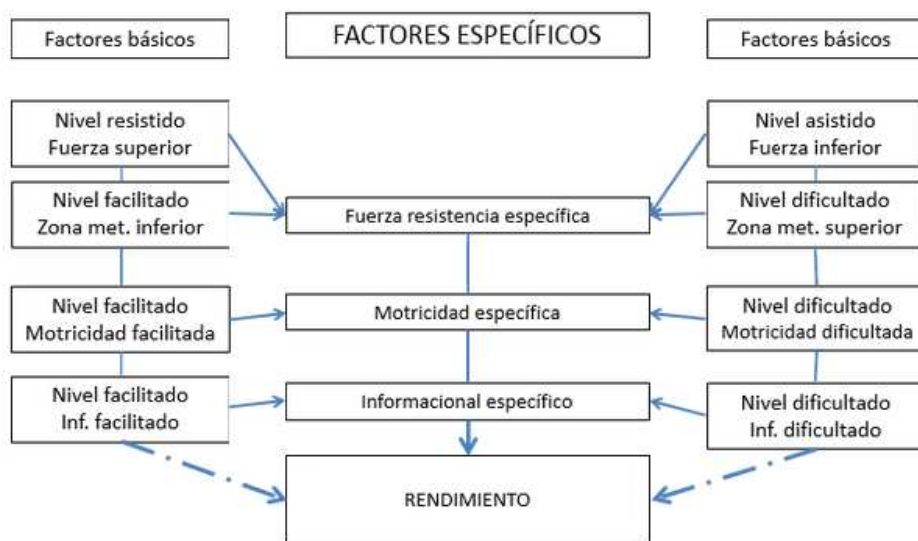 Factores básicos
FACTORES ESPECÍFICOS
Factores básicos
Nivel resistido
Fuerza superior
Nivel asistido
Fuerza inferior
Nivel facilitado
Zona met. inferior
Fuerza resistencia específica
Nivel dificultado
Zona met. superior
Nivel facilitado
Motricidad facilitada
Motricidad específica
Nivel dificultado
Motricidad dificultada
Nivel facilitado
Inf. facilitado
Informacional específico
Nivel dificultado
Inf. dificultado
RENDIMIENTO